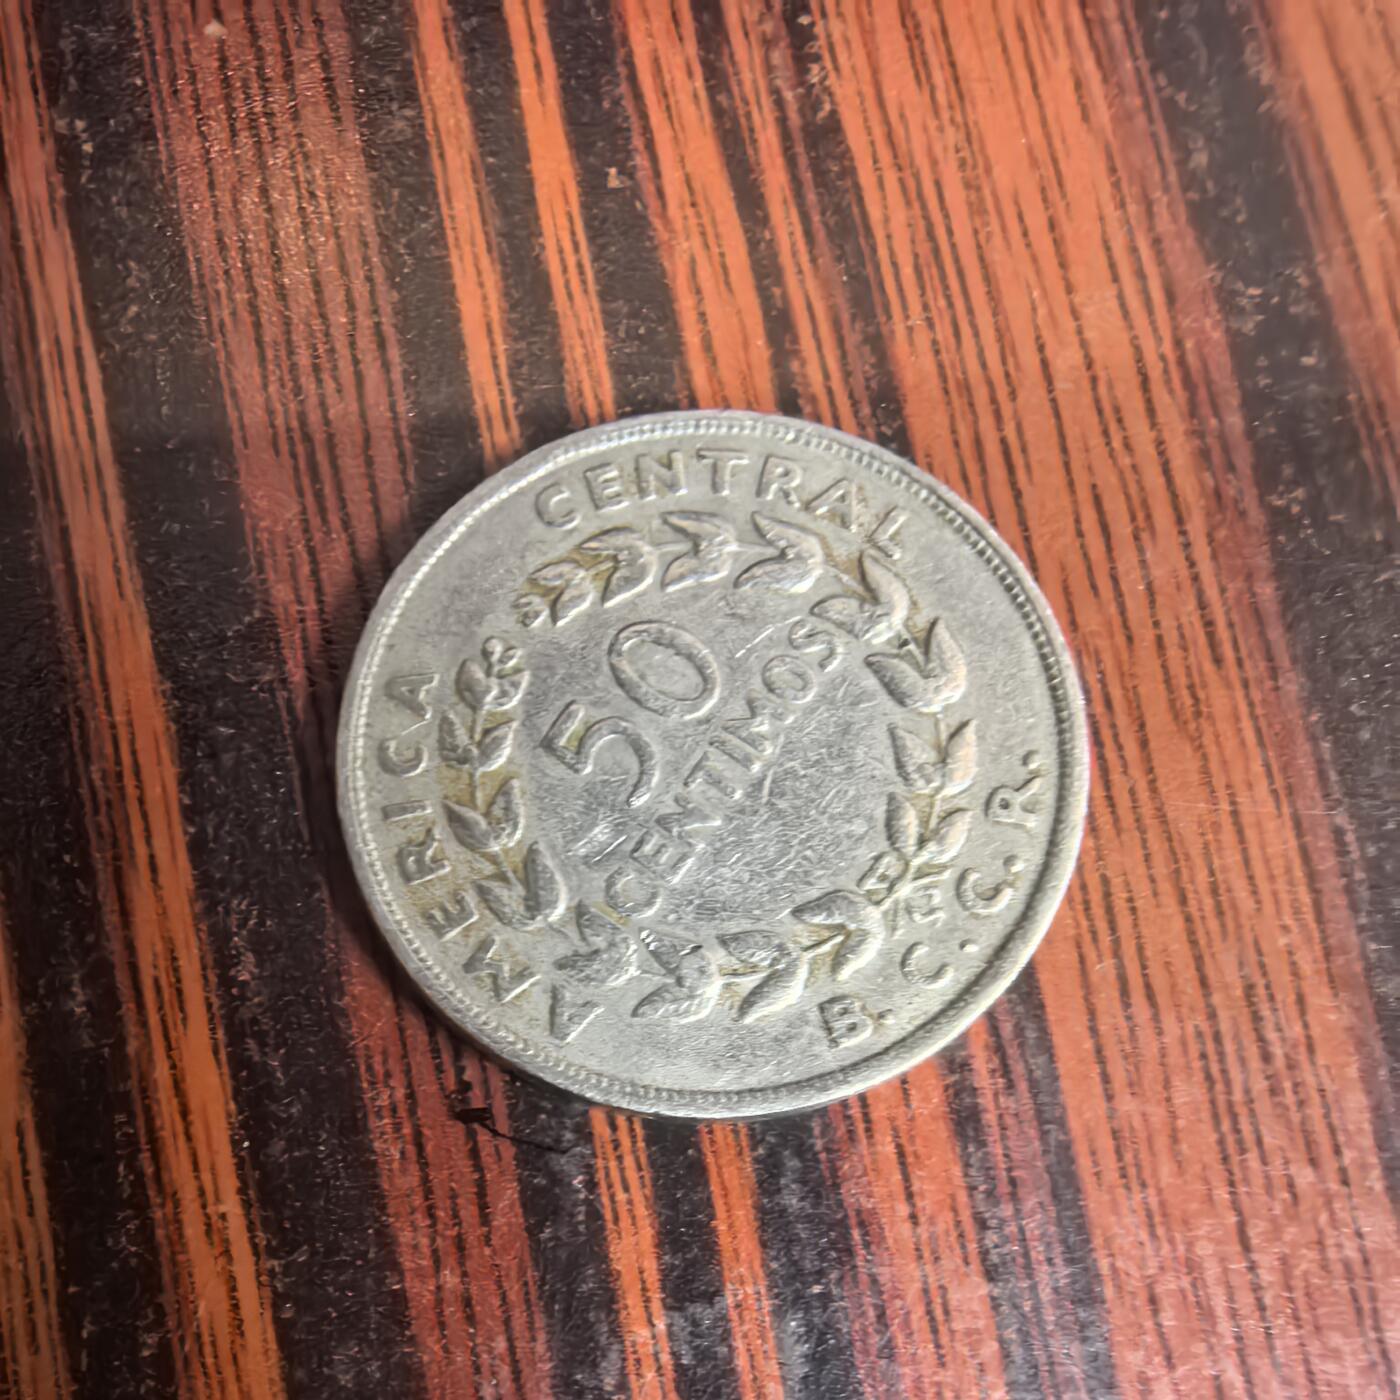 AMERICA CENTRAL
50
CENTIMOS
B. C. C. R.